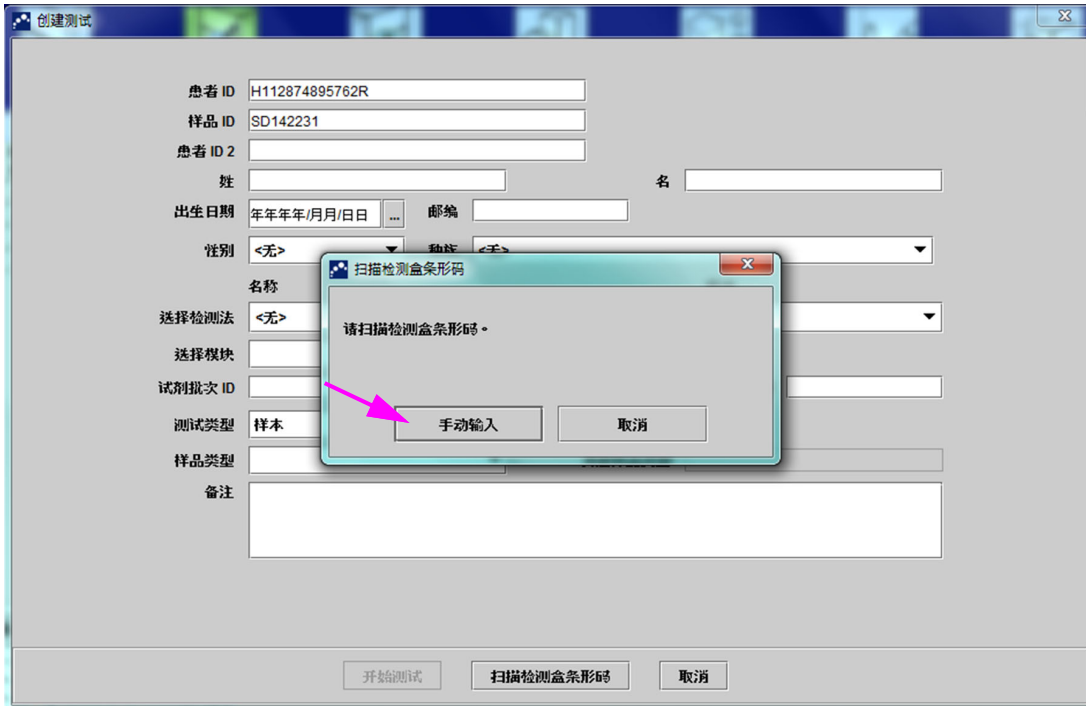 创建测试
患者 ID H112874895762R
样品 ID SD142231
患者 ID 2
姓 名
出生日期 年年年年/月月/日日 ... 邮编
性别 <无> 种族 <无>
名称
选择检测法 <无>
选择模块
试剂批次 ID
测试类型 样本
样品类型
备注
扫描检测盒条形码
请扫描检测盒条形码。
手动输入 取消
开始测试 扫描检测盒条形码 取消